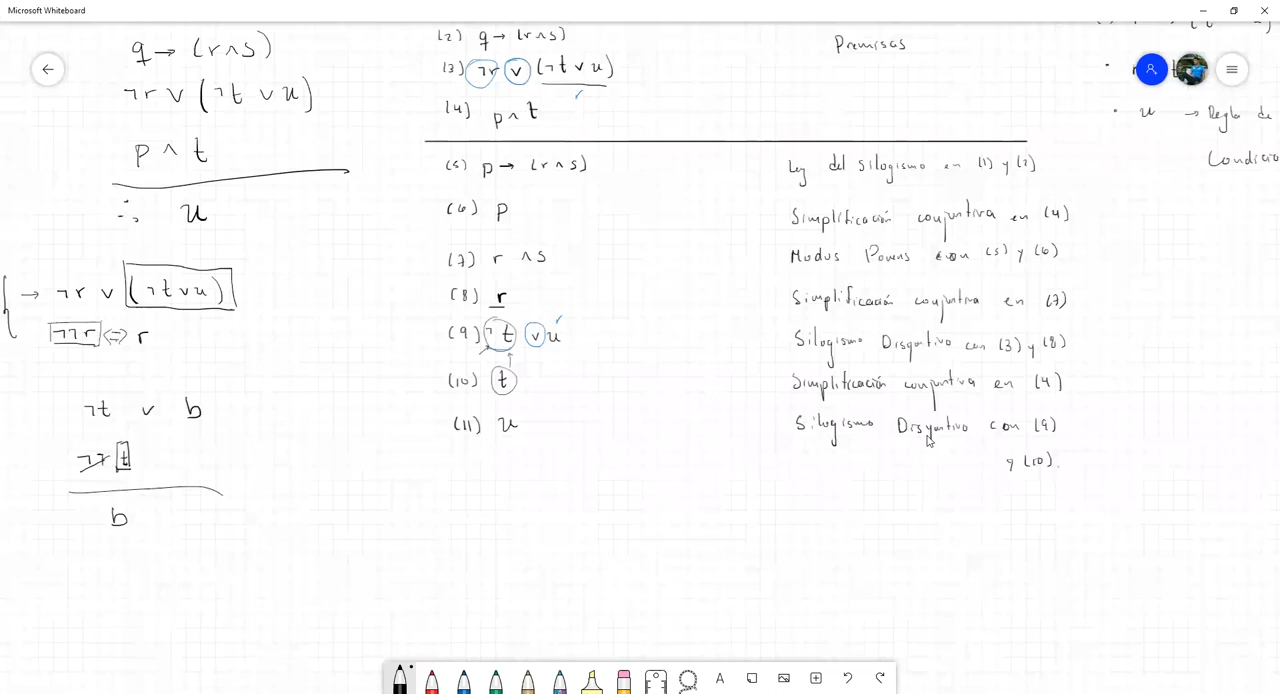 Microsoft Whiteboard
q → (r ∧ s)
¬r ∨ (¬t ∨ u)
p ∧ t
∴ u
→ ¬r ∨ (¬t ∨ u)
¬¬r ⇔ r
¬t ∨ b
¬¬ t
b
(2) q → (r ∧ s)
(3) ¬r ∨ (¬t ∨ u)
(4) p ∧ t
Premisas
(5) p → (r ∧ s) Ley del Silogismo en (1) y (2)
(6) p Simplificación conjuntiva en (4)
(7) r ∧ s Modus Ponens con (5) y (6)
(8) r Simplificación conjuntiva en (7)
(9) ¬t ∨ u Silogismo Disyuntivo con (3) y (8)
(10) t Simplificación conjuntiva en (4)
(11) u Silogismo Disyuntivo con (9)
y (10).
• u → Regla de
A